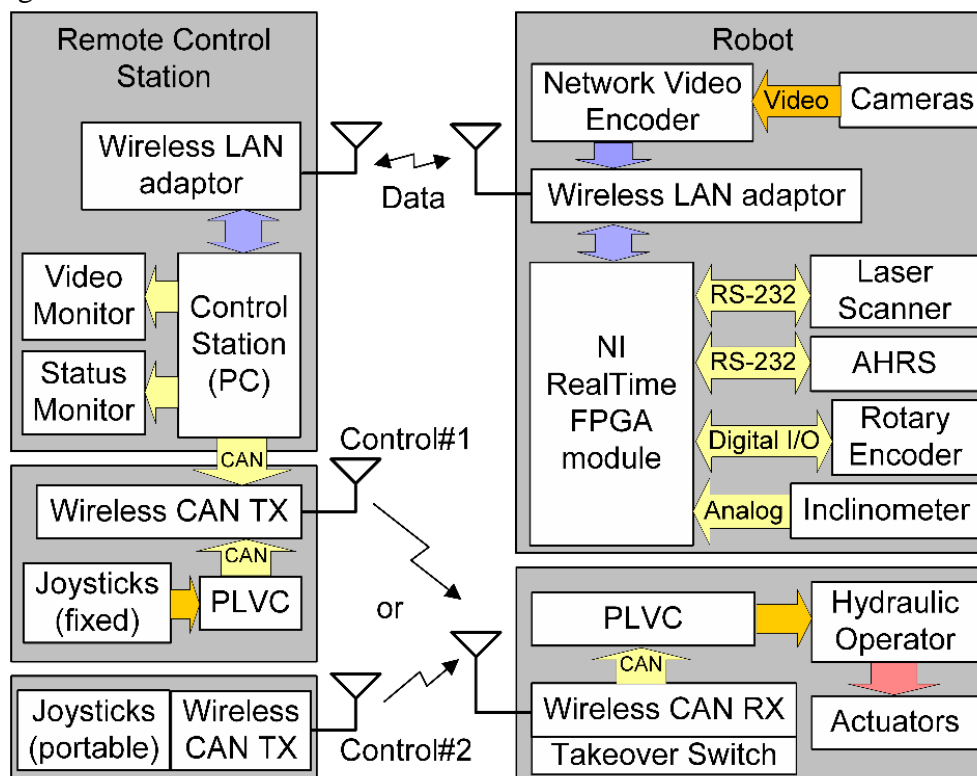 Remote Control
Station
Wireless LAN
adaptor
Video
Monitor
Status
Monitor
Control
Station
(PC)
CAN
Wireless CAN TX
CAN
Joysticks
(fixed)
PLVC
Joysticks
(portable)
Wireless
CAN TX
Data
Control#1
or
Control#2
Robot
Network Video
Encoder
Video
Cameras
Wireless LAN adaptor
NI
RealTime
FPGA
module
RS-232
Laser
Scanner
RS-232
AHRS
Digital I/O
Rotary
Encoder
Analog
Inclinometer
PLVC
Hydraulic
Operator
CAN
Wireless CAN RX
Takeover Switch
Actuators